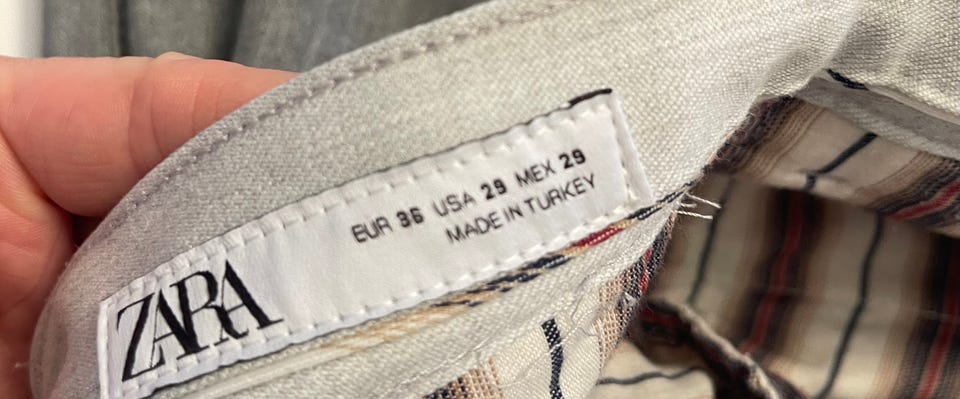 ZARA
EUR 36 USA 29 MEX 29
MADE IN TURKEY